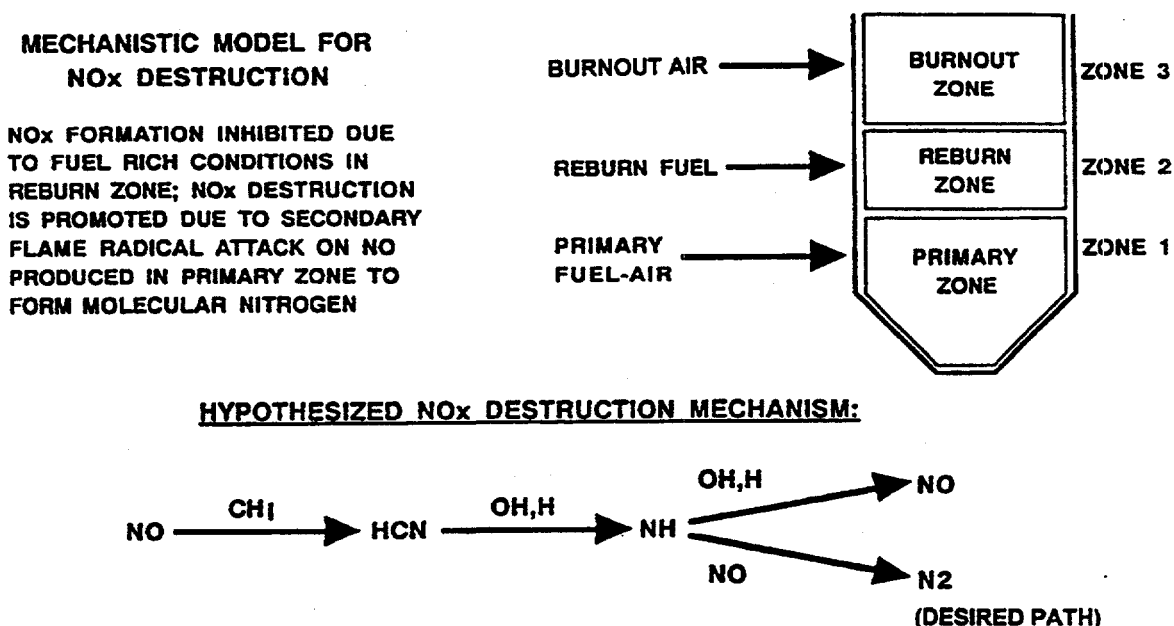 MECHANISTIC MODEL FOR
NOx DESTRUCTION
NOx FORMATION INHIBITED DUE
TO FUEL RICH CONDITIONS IN
REBURN ZONE; NOx DESTRUCTION
IS PROMOTED DUE TO SECONDARY
FLAME RADICAL ATTACK ON NO
PRODUCED IN PRIMARY ZONE TO
FORM MOLECULAR NITROGEN
BURNOUT AIR
BURNOUT
ZONE
ZONE 3
REBURN FUEL
REBURN
ZONE
ZONE 2
PRIMARY
FUEL-AIR
PRIMARY
ZONE
ZONE 1
HYPOTHESIZED NOx DESTRUCTION MECHANISM:
NO
CHi
HCN
OH,H
NH
OH,H
NO
NO
N2
(DESIRED PATH)